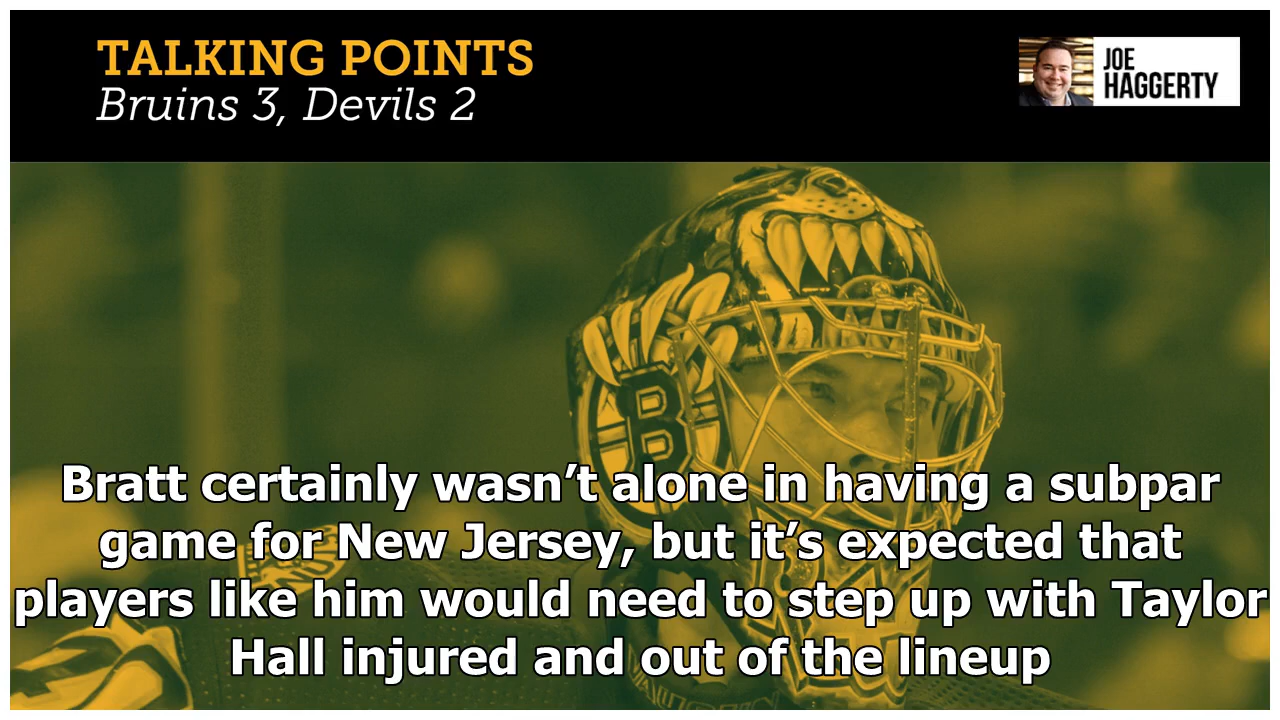 TALKING POINTS
Bruins 3, Devils 2
JOE
HAGGERTY
B
Bratt certainly wasn’t alone in having a subpar
game for New Jersey, but it’s expected that
players like him would need to step up with Taylor
Hall injured and out of the lineup